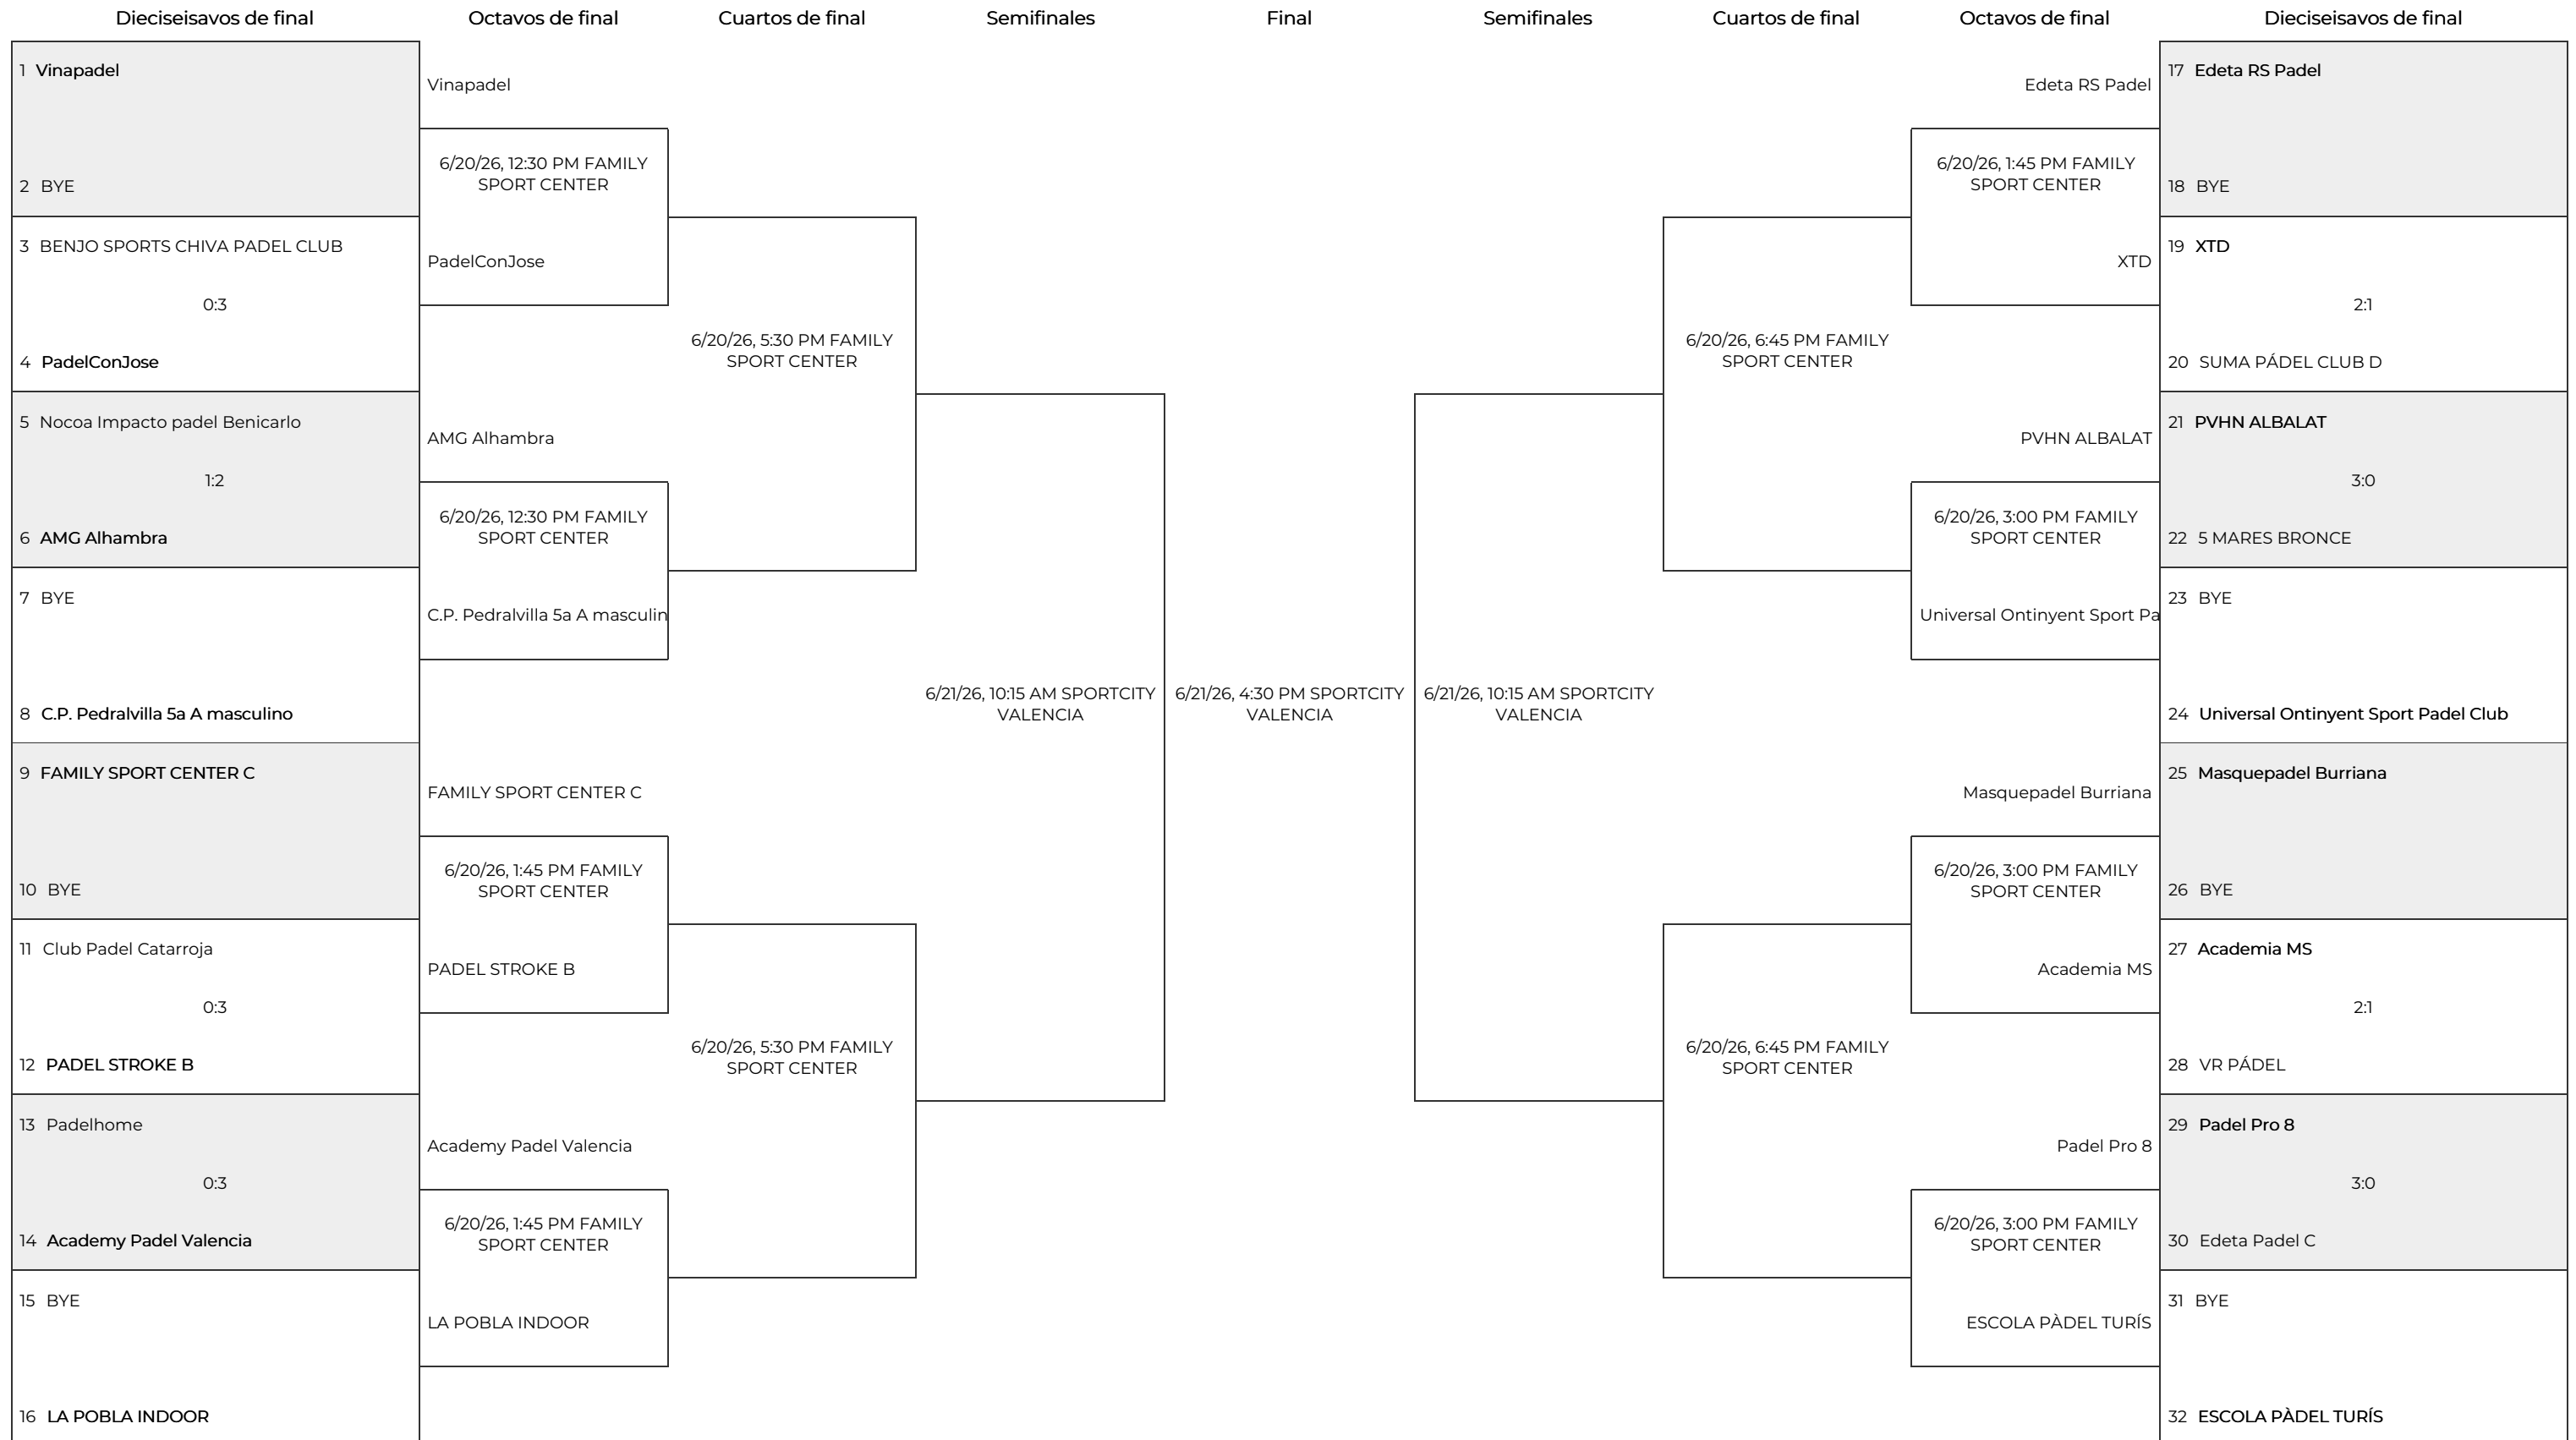 Dieciseisavos de final
Octavos de final
Cuartos de final
Semifinales
Final
Semifinales
Cuartos de final
Octavos de final
Dieciseisavos de final
1 Vinapadel
2 BYE
3 BENJO SPORTS CHIVA PADEL CLUB
0:3
4 PadelConJose
5 Nocoa Impacto padel Benicarlo
1:2
6 AMG Alhambra
7 BYE
8 C.P. Pedralvilla 5a A masculino
9 FAMILY SPORT CENTER C
10 BYE
11 Club Padel Catarroja
0:3
12 PADEL STROKE B
13 Padelhome
0:3
14 Academy Padel Valencia
15 BYE
16 LA POBLA INDOOR
Vinapadel
6/20/26, 12:30 PM FAMILY
SPORT CENTER
PadelConJose
AMG Alhambra
6/20/26, 12:30 PM FAMILY
SPORT CENTER
C.P. Pedralvilla 5a A masculin
FAMILY SPORT CENTER C
6/20/26, 1:45 PM FAMILY
SPORT CENTER
PADEL STROKE B
Academy Padel Valencia
6/20/26, 1:45 PM FAMILY
SPORT CENTER
LA POBLA INDOOR
6/20/26, 5:30 PM FAMILY
SPORT CENTER
6/20/26, 5:30 PM FAMILY
SPORT CENTER
6/21/26, 10:15 AM SPORTCITY
VALENCIA
6/21/26, 4:30 PM SPORTCITY
VALENCIA
6/21/26, 10:15 AM SPORTCITY
VALENCIA
6/20/26, 6:45 PM FAMILY
SPORT CENTER
6/20/26, 6:45 PM FAMILY
SPORT CENTER
Edeta RS Padel
6/20/26, 1:45 PM FAMILY
SPORT CENTER
XTD
PVHN ALBALAT
6/20/26, 3:00 PM FAMILY
SPORT CENTER
Universal Ontinyent Sport Pa
Masquepadel Burriana
6/20/26, 3:00 PM FAMILY
SPORT CENTER
Academia MS
Padel Pro 8
6/20/26, 3:00 PM FAMILY
SPORT CENTER
ESCOLA PÀDEL TURÍS
17 Edeta RS Padel
18 BYE
19 XTD
2:1
20 SUMA PÁDEL CLUB D
21 PVHN ALBALAT
3:0
22 5 MARES BRONCE
23 BYE
24 Universal Ontinyent Sport Padel Club
25 Masquepadel Burriana
26 BYE
27 Academia MS
2:1
28 VR PÁDEL
29 Padel Pro 8
3:0
30 Edeta Padel C
31 BYE
32 ESCOLA PÀDEL TURÍS